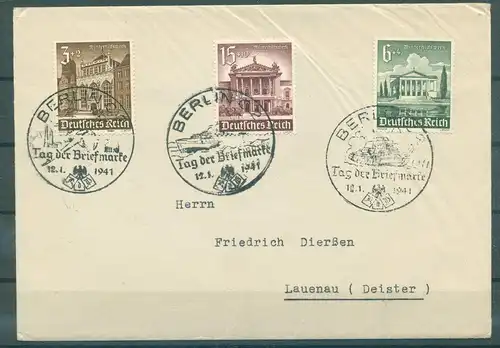 3+2
Deutsches Reich
15
Deutsches Reich
6+4
Deutsches Reich
BERLIN
Tag der Briefmarke
12.1. 1941
BERLIN
Tag der Briefmarke
12.1. 1941
BERLIN
Tag der Briefmarke
12.1. 1941
Herrn
Friedrich Dierßen
Lauenau ( Deister )